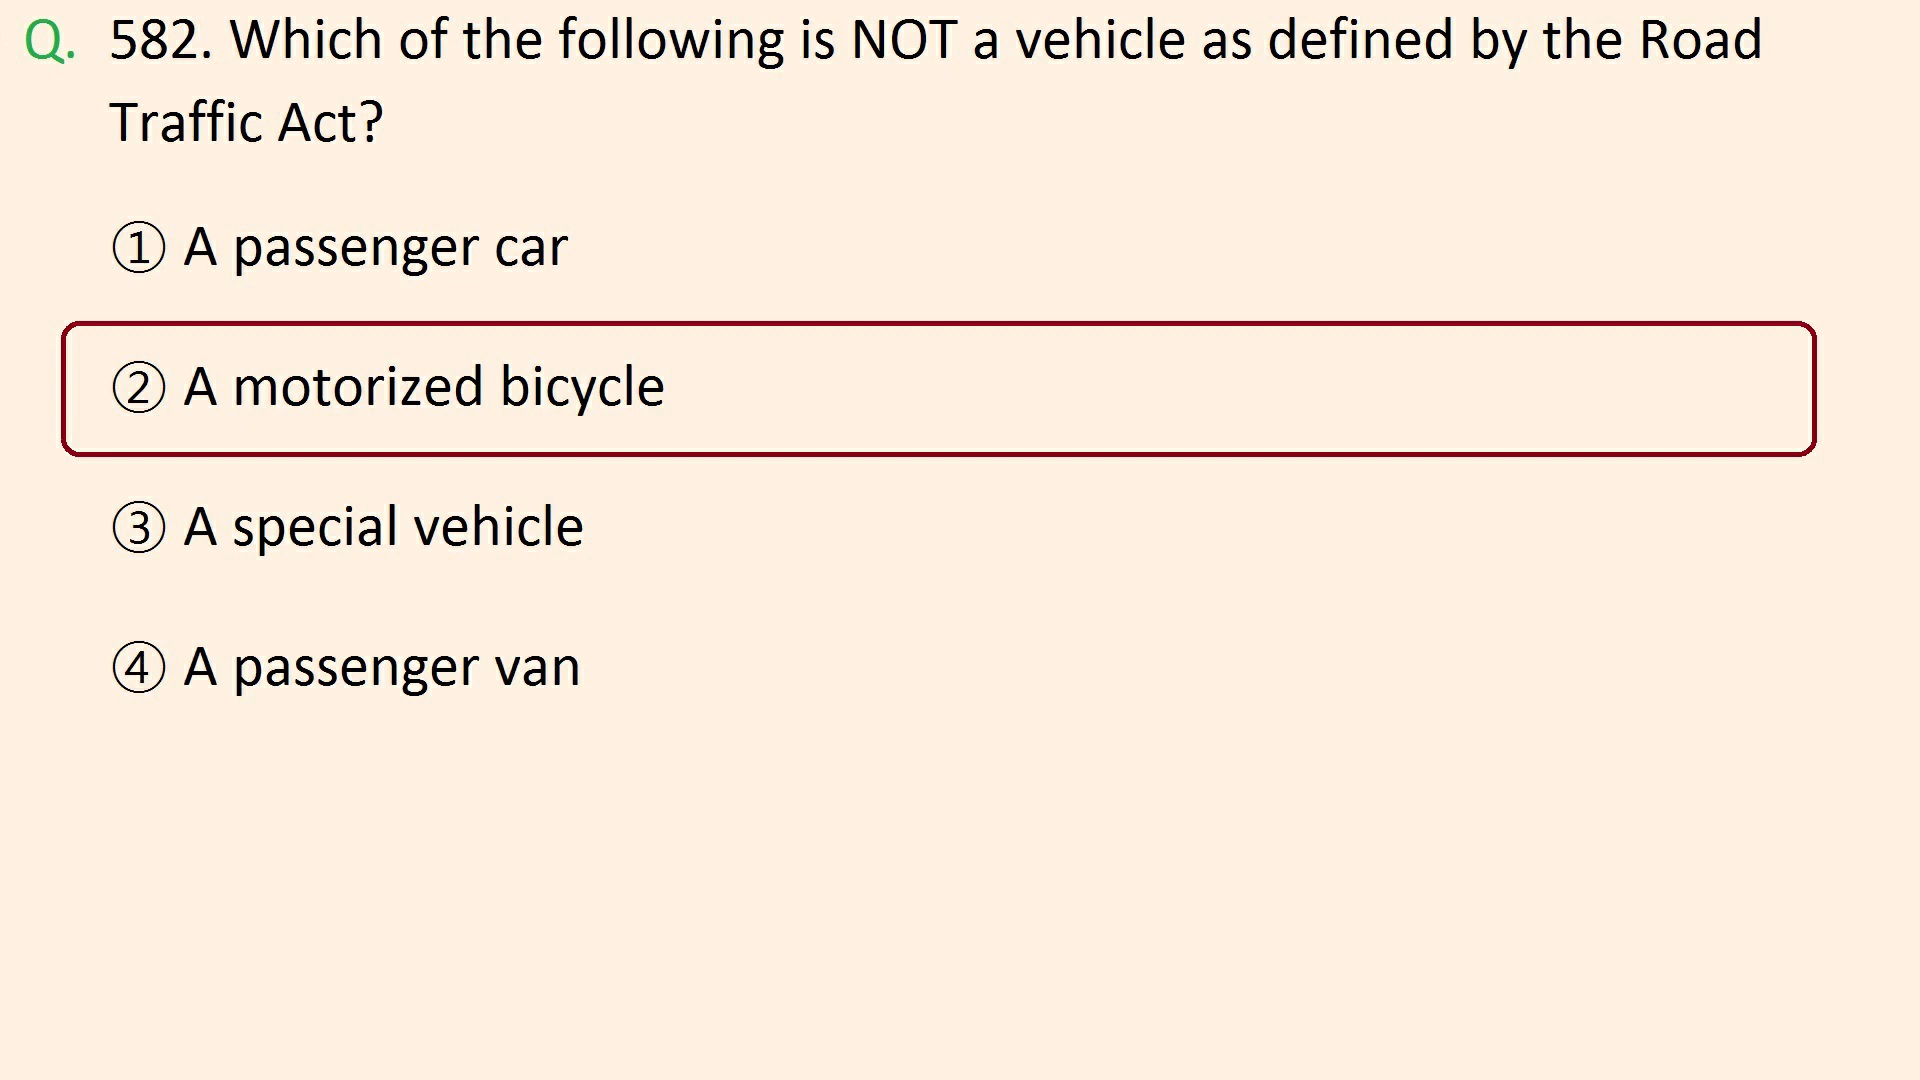 Q. 582. Which of the following is NOT a vehicle as defined by the Road
Traffic Act?
① A passenger car
② A motorized bicycle
③ A special vehicle
④ A passenger van